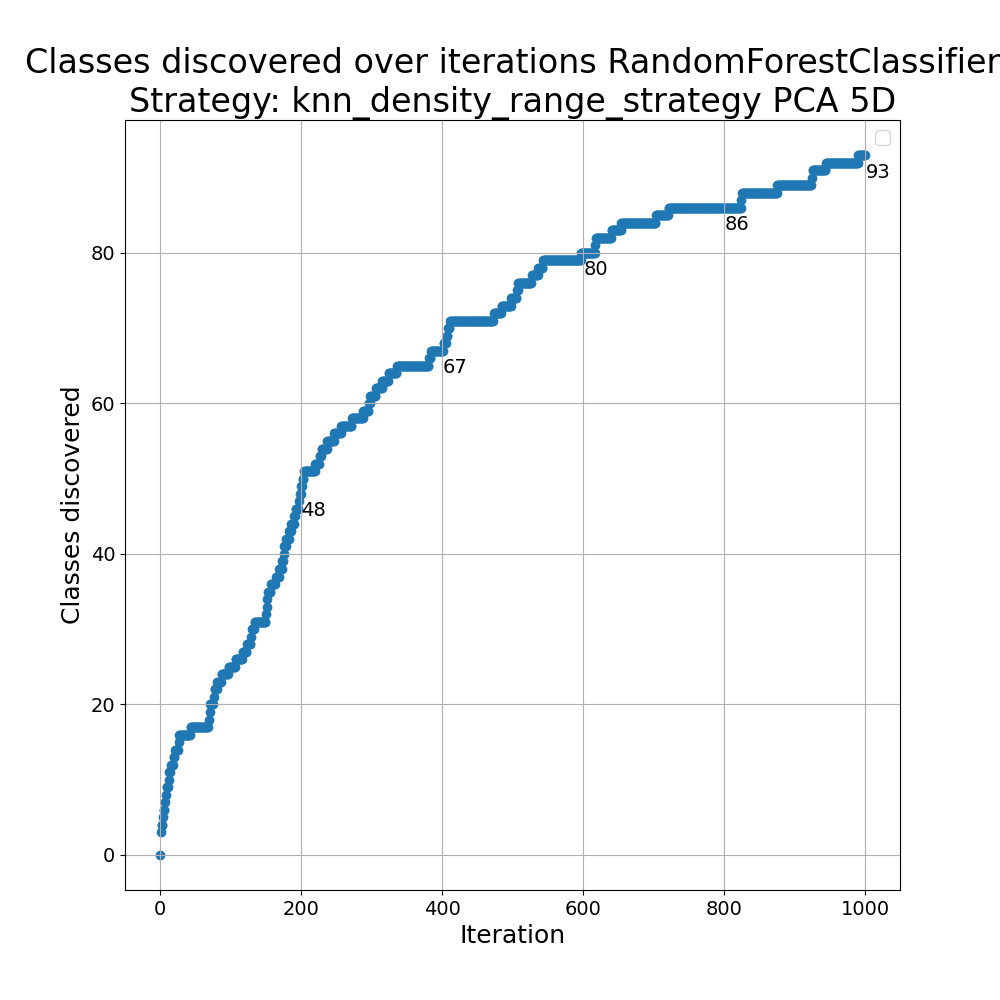 Classes discovered over iterations RandomForestClassifier
Strategy: knn_density_range_strategy PCA 5D
93
86
80
80
67
60
Classes discovered
48
40
20
0
0 200 400 600 800 1000
Iteration